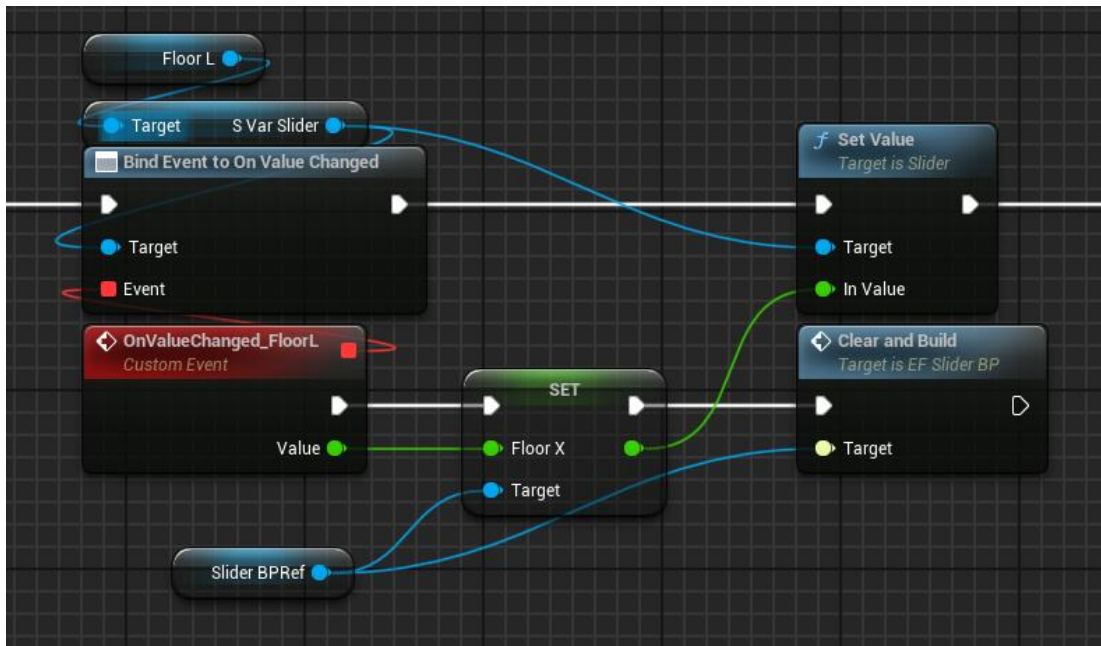 Floor L
Target S Var Slider
Bind Event to On Value Changed
Target
Event
OnValueChanged_FloorL
Custom Event
Value
SET
Floor X
Target
Slider BPRef
f Set Value
Target is Slider
Target
In Value
Clear and Build
Target is EF Slider BP
Target